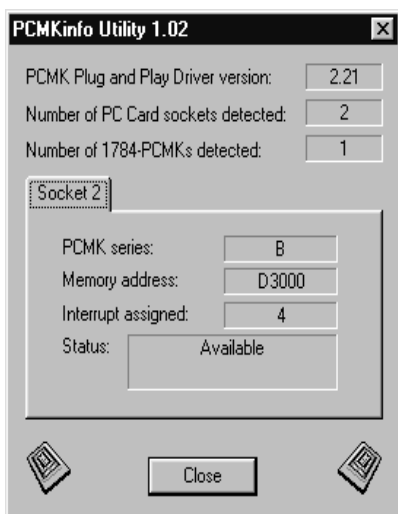 PCMKinfo Utility 1.02
PCMK Plug and Play Driver version: 2.21
Number of PC Card sockets detected: 2
Number of 1784-PCMKs detected: 1
Socket 2
PCMK series: B
Memory address: D3000
Interrupt assigned: 4
Status: Available
Close